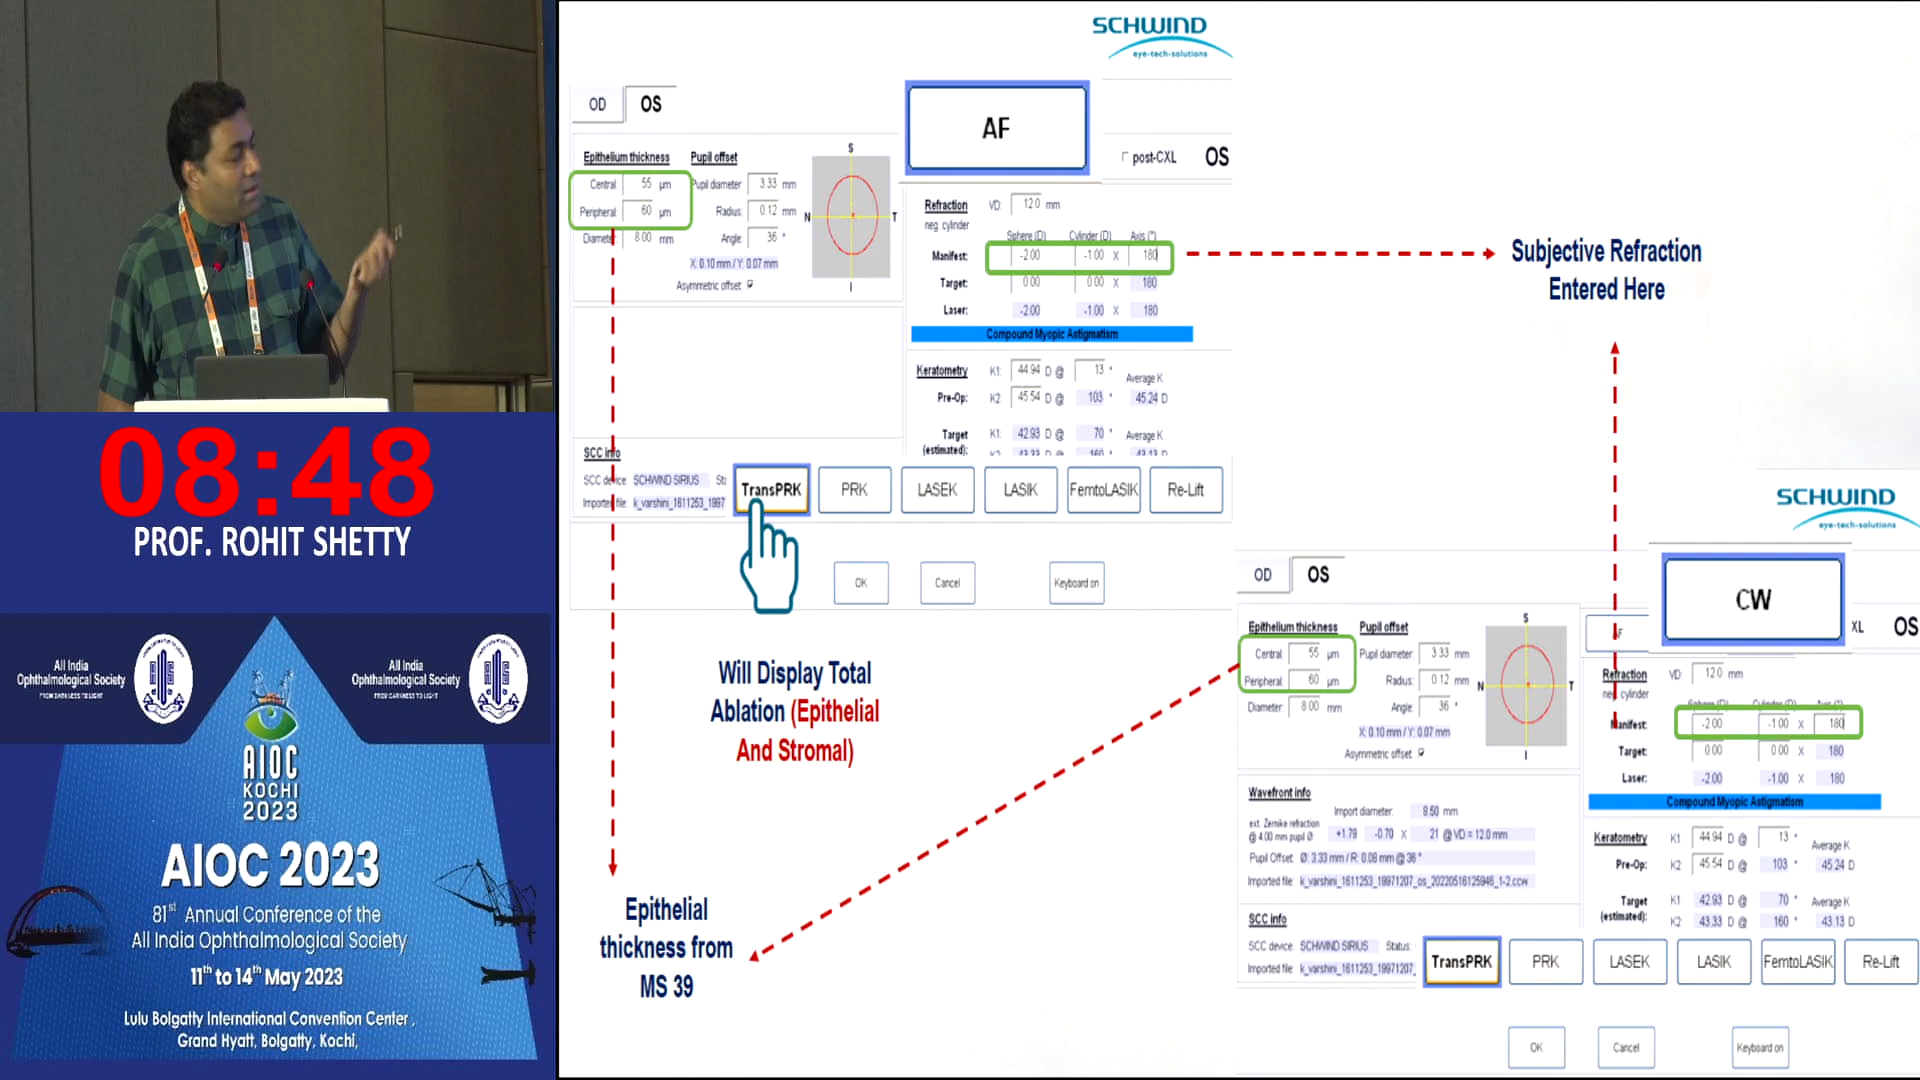 08:48
PROF. ROHIT SHETTY
All India
Ophthalmological Society
FROM DARKNESS TO LIGHT
All India
Ophthalmological Society
FROM DARKNESS TO LIGHT
AIOC
KOCHI
2023
AIOC 2023
81st Annual Conference of the
All India Ophthalmological Society
11th to 14th May 2023
Lulu Bolgatty International Convention Center,
Grand Hyatt, Bolgatty, Kochi,
SCHWIND
eye-tech-solutions
OD OS
AF
post-CXL OS
Epithelium thickness Pupil offset
Central 55 µm Pupil diameter 3.33 mm
Peripheral 60 µm Radius: 0.12 mm
Diameter 8.00 mm Angle: 36 °
X: 0.10 mm / Y: 0.07 mm
Asymmetric offset
S
N T
I
Refraction VD: 12.0 mm
neg. cylinder
Sphere (D) Cylinder (D) Axis (°)
Manifest: -2.00 -1.00 X 180
Target: 0.00 0.00 X 180
Laser: -2.00 -1.00 X 180
Compound Myopic Astigmatism
Keratometry K1: 44.94 D @ 13 ° Average K
Pre-Op: K2: 45.54 D @ 103 ° 45.24 D
Target K1: 42.93 D @ 70 ° Average K
(estimated): K2: 43.33 D @ 160 ° 43.13 D
SCC info
SCC device: SCHWIND SIRIUS
Imported file: k_varshini_1611253_1997
TransPRK PRK LASEK LASIK FemtoLASIK Re-Lift
OK Cancel Keyboard on
Subjective Refraction
Entered Here
Will Display Total
Ablation (Epithelial
And Stromal)
Epithelial
thickness from
MS 39
SCHWIND
eye-tech-solutions
OD OS
AF
CW
XL OS
Epithelium thickness Pupil offset
Central 55 µm Pupil diameter: 3.33 mm
Peripheral: 60 µm Radius: 0.12 mm
Diameter: 8.00 mm Angle: 36 °
X: 0.10 mm / Y: 0.07 mm
Asymmetric offset
S
N T
I
Refraction VD: 12.0 mm
neg. cylinder
Manifest: -2.00 -1.00 X 180
Target: 0.00 0.00 X 180
Laser: -2.00 -1.00 X 180
Compound Myopic Astigmatism
Wavefront info
Import diameter: 8.50 mm
ext. Zernike refraction
@ 4.00 mm pupil Ø +1.79 -0.70 X 21 @ VD = 12.0 mm
Pupil Offset: Ø 3.33 mm / R: 0.08 mm @ 36 °
Imported file: k_varshini_1611253_19971207_os_20220516125946_1-2.ccw
Keratometry K1: 44.94 D @ 13 ° Average K
Pre-Op: K2: 45.54 D @ 103 ° 45.24 D
Target K1: 42.93 D @ 70 ° Average K
(estimated): K2: 43.33 D @ 160 ° 43.13 D
SCC info
SCC device: SCHWIND SIRIUS Status:
Imported file: k_varshini_1611253_19971207_
TransPRK PRK LASEK LASIK FemtoLASIK Re-Lift
OK Cancel Keyboard on